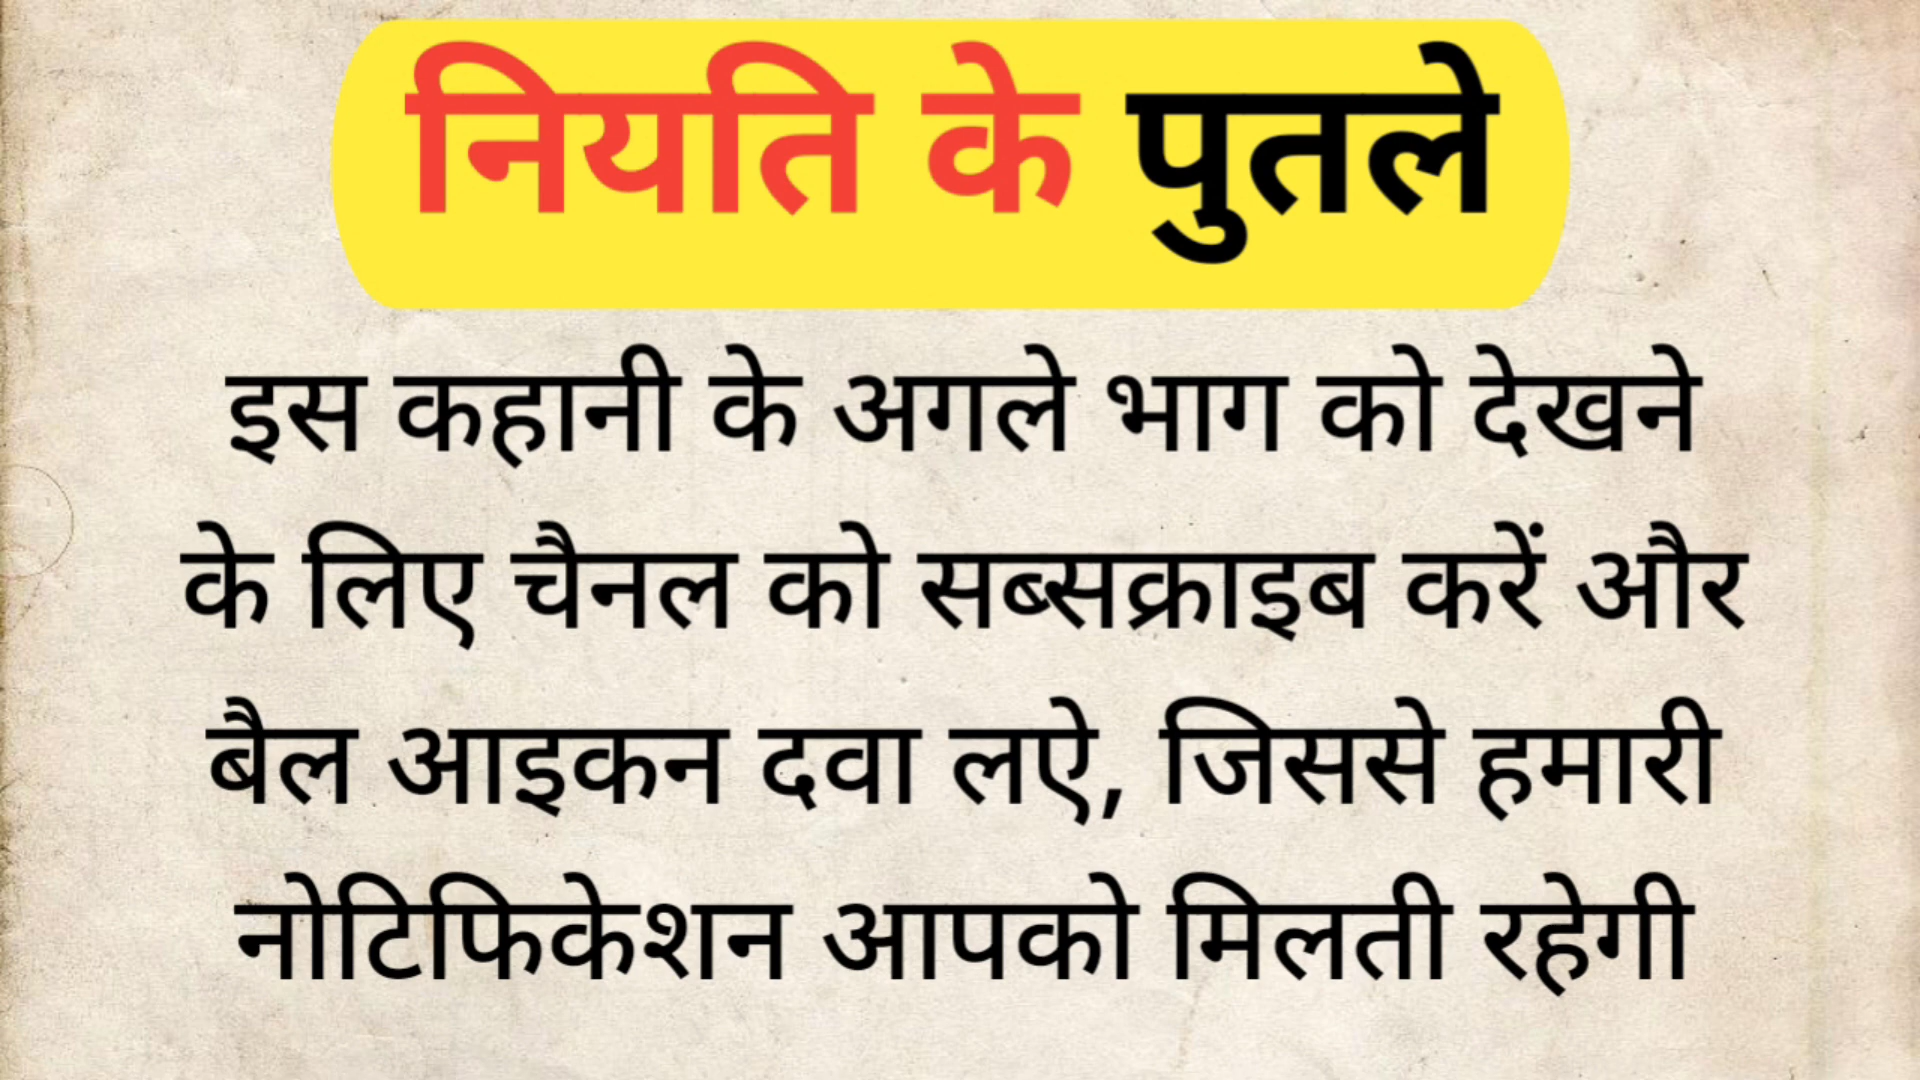 नियति के पुतले
इस कहानी के अगले भाग को देखने
के लिए चैनल को सब्सक्राइब करें और
बैल आइकन दवा लऐ, जिससे हमारी
नोटिफिकेशन आपको मिलती रहेगी